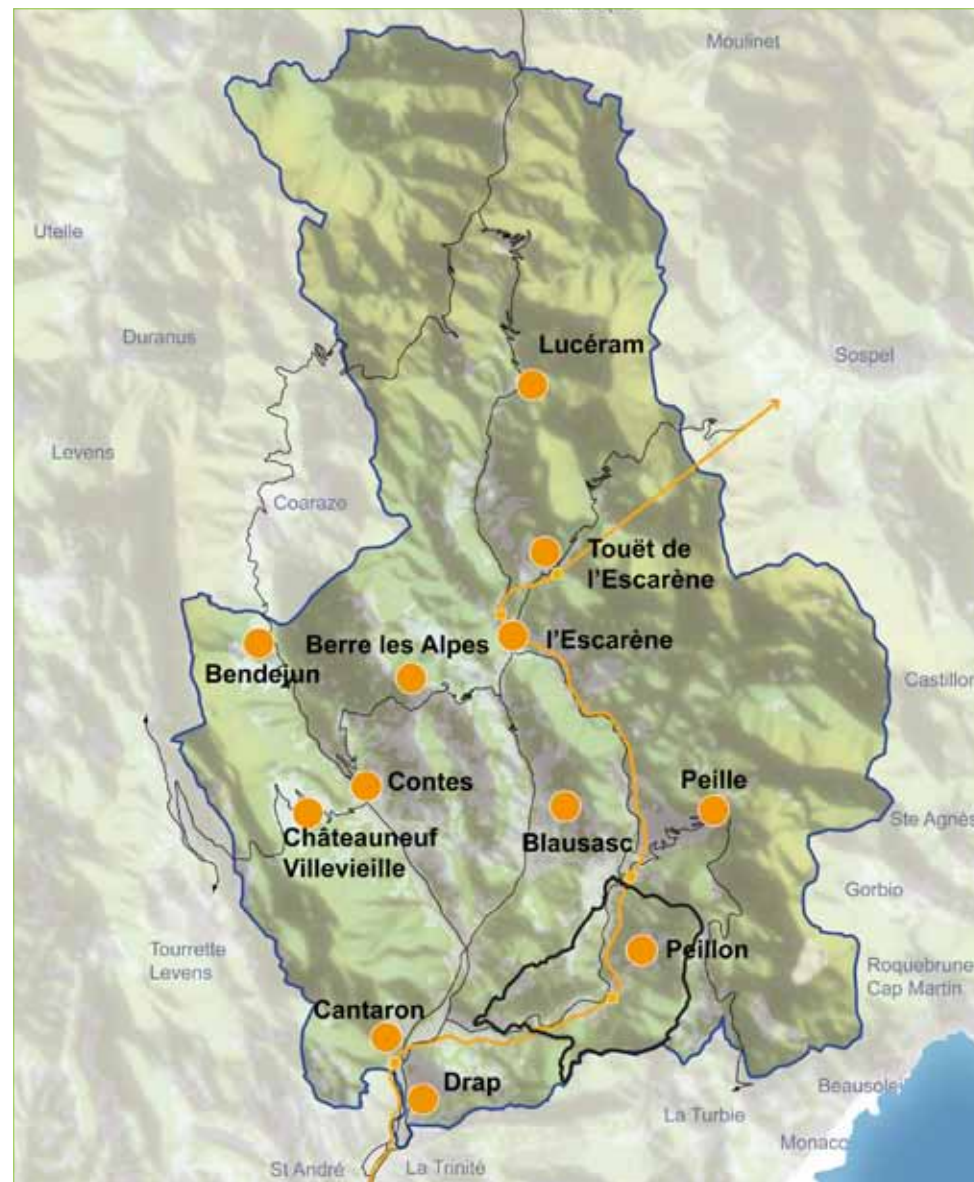 Moulinet
Utelle
Duranus
Lucéram
Sospel
Levens
Coaraze
Touët de
l'Escarène
l'Escarène
Berre les Alpes
Bendejun
Castillon
Contes
Peille
Châteauneuf
Villevieille
Blausasc
Ste Agnès
Gorbio
Tourrette
Levens
Peillon
Roquebrune
Cap Martin
Cantaron
Drap
Beausolei
La Turbie
Monaco
St André
La Trinité